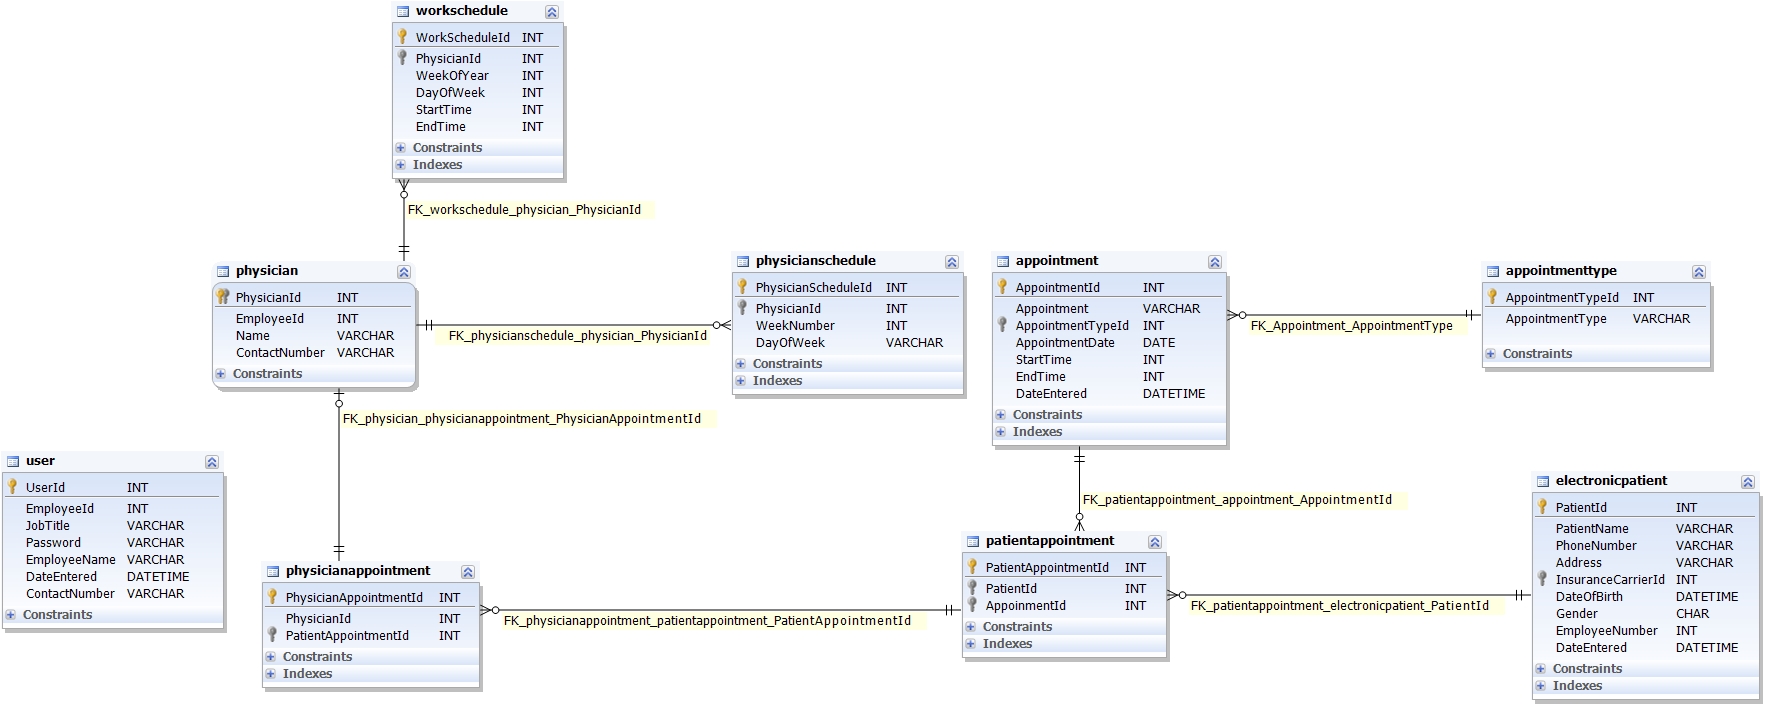 workschedule
WorkScheduleId INT
PhysicianId INT
WeekOfYear INT
DayOfWeek INT
StartTime INT
EndTime INT
Constraints
Indexes
FK_workschedule_physician_PhysicianId
physician
PhysicianId INT
EmployeeId INT
Name VARCHAR
ContactNumber VARCHAR
Constraints
FK_physicianschedule_physician_PhysicianId
physicianschedule
PhysicianScheduleId INT
PhysicianId INT
WeekNumber INT
DayOfWeek VARCHAR
Constraints
Indexes
appointment
AppointmentId INT
Appointment VARCHAR
AppointmentTypeId INT
AppointmentDate DATE
StartTime INT
EndTime INT
DateEntered DATETIME
Constraints
Indexes
FK_Appointment_AppointmentType
appointmenttype
AppointmentTypeId INT
AppointmentType VARCHAR
Constraints
FK_physician_physicianappointment_PhysicianAppointmentId
user
UserId INT
EmployeeId INT
JobTitle VARCHAR
Password VARCHAR
EmployeeName VARCHAR
DateEntered DATETIME
ContactNumber VARCHAR
Constraints
physicianappointment
PhysicianAppointmentId INT
PhysicianId INT
PatientAppointmentId INT
Constraints
Indexes
FK_physicianappointment_patientappointment_PatientAppointmentId
FK_patientappointment_appointment_AppointmentId
patientappointment
PatientAppointmentId INT
PatientId INT
AppoinmentId INT
Constraints
Indexes
FK_patientappointment_electronicpatient_PatientId
electronicpatient
PatientId INT
PatientName VARCHAR
PhoneNumber VARCHAR
Address VARCHAR
InsuranceCarrierId INT
DateOfBirth DATETIME
Gender CHAR
EmployeeNumber INT
DateEntered DATETIME
Constraints
Indexes